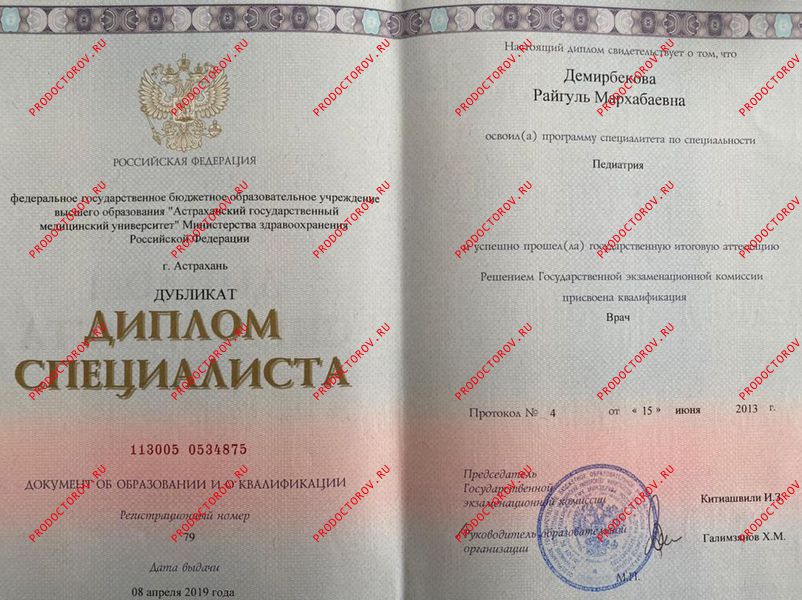 РОССИЙСКАЯ ФЕДЕРАЦИЯ
федеральное государственное бюджетное образовательное учреждение
высшего образования "Астраханский государственный
медицинский университет" Министерства здравоохранения
Российской Федерации
г. Астрахань
ДУБЛИКАТ
ДИПЛОМ
СПЕЦИАЛИСТА
113005 0534875
ДОКУМЕНТ ОБ ОБРАЗОВАНИИ И О КВАЛИФИКАЦИИ
Регистрационный номер
79
Дата выдачи
08 апреля 2019 года
Настоящий диплом свидетельствует о том, что
Демирбекова
Райгуль Мархабаевна
освоил(а) программу специалитета по специальности
Педиатрия
и успешно прошел(ла) государственную итоговую аттестацию
Решением Государственной экзаменационной комиссии
присвоена квалификация
Врач
Протокол № 4 от « 15 » июня 2013 г.
Председатель
Государственной
экзаменационной комиссии
Китиашвили И.З.
Руководитель образовательной
организации
Галимзянов Х.М.
М.П.
PRODOCTOROV.RU